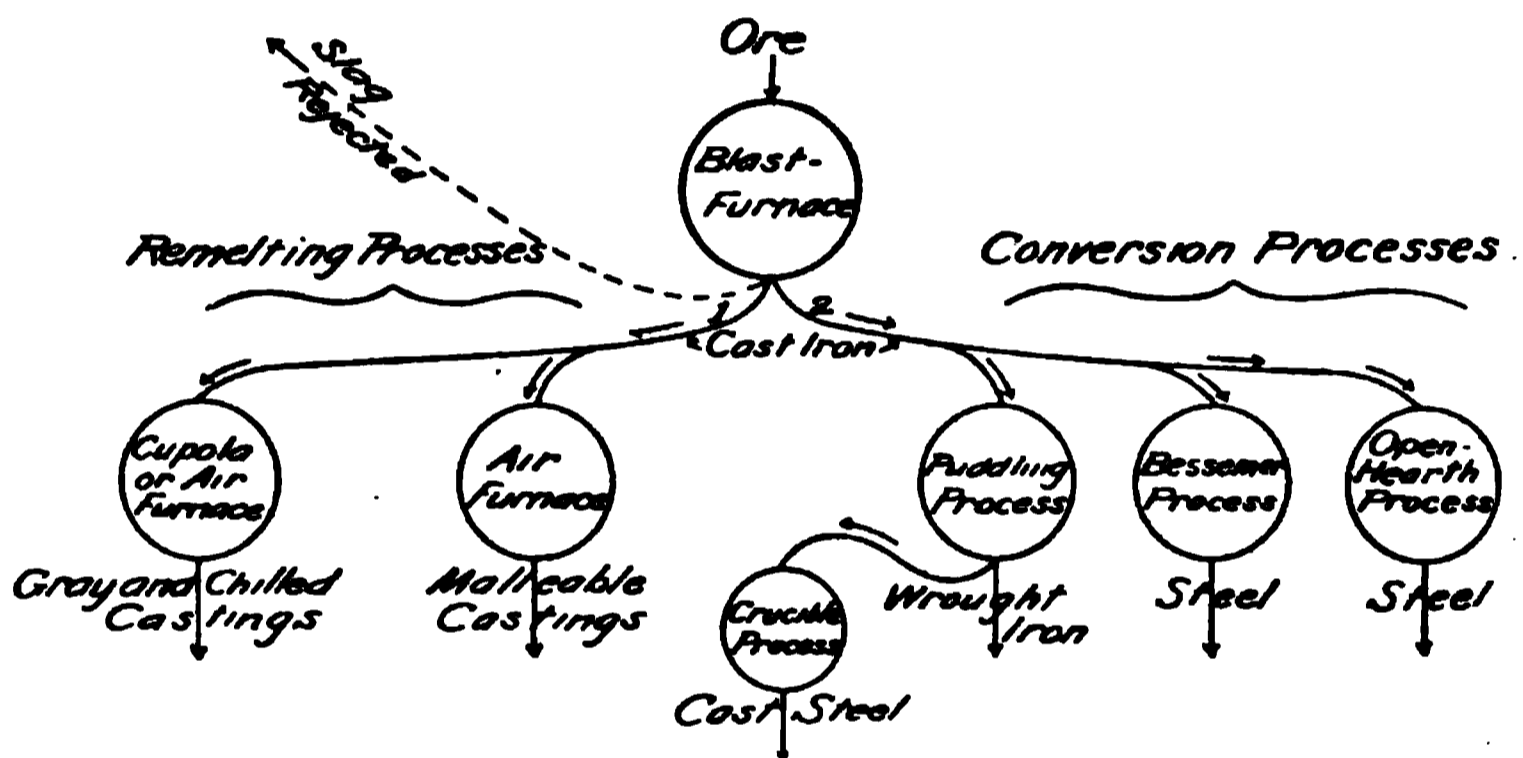 Ore
Slag
Rejected
Blast-
Furnace
Remelting Processes
Conversion Processes
1
2
Cast Iron
Cupola
or Air
Furnace
Air
Furnace
Puddling
Process
Bessemer
Process
Open-
Hearth
Process
Gray and Chilled
Castings
Malleable
Castings
Crucible
Process
Wrought
Iron
Steel
Steel
Cast Steel